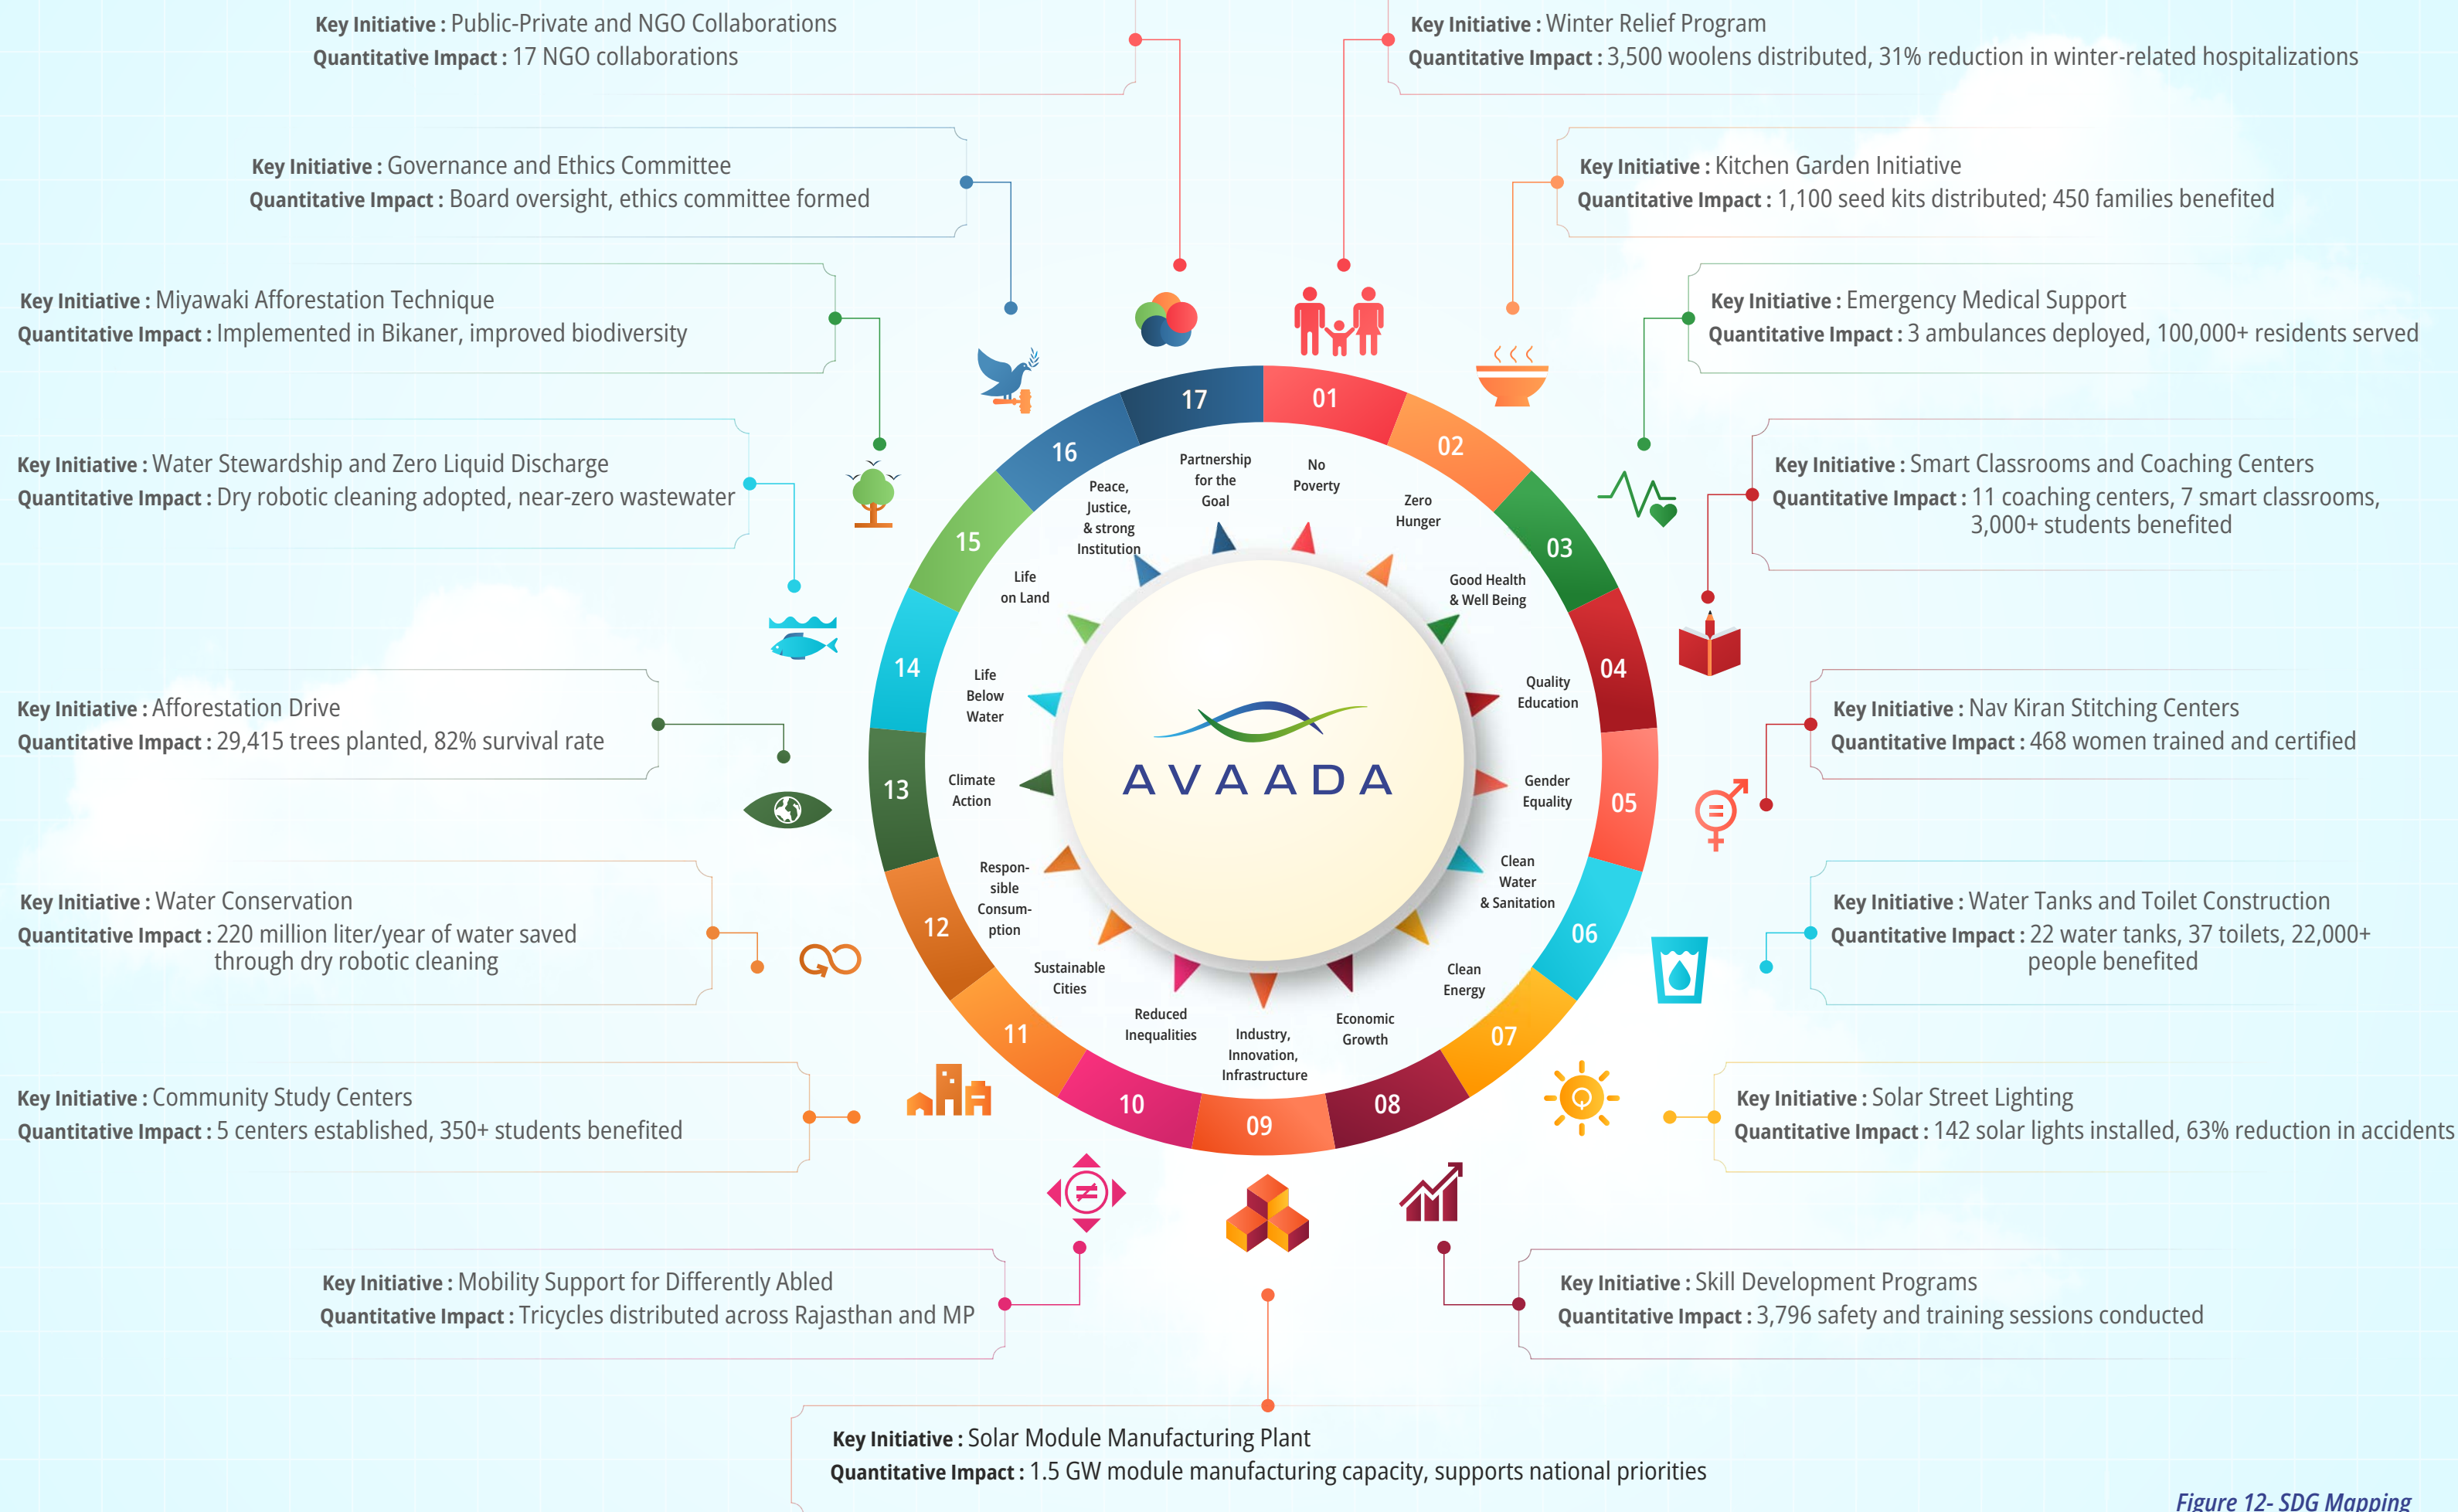 Key Initiative : Public-Private and NGO Collaborations
Quantitative Impact : 17 NGO collaborations
Key Initiative : Winter Relief Program
Quantitative Impact : 3,500 woolens distributed, 31% reduction in winter-related hospitalizations
Key Initiative : Governance and Ethics Committee
Quantitative Impact : Board oversight, ethics committee formed
Key Initiative : Kitchen Garden Initiative
Quantitative Impact : 1,100 seed kits distributed; 450 families benefited
Key Initiative : Miyawaki Afforestation Technique
Quantitative Impact : Implemented in Bikaner, improved biodiversity
Key Initiative : Emergency Medical Support
Quantitative Impact : 3 ambulances deployed, 100,000+ residents served
Key Initiative : Water Stewardship and Zero Liquid Discharge
Quantitative Impact : Dry robotic cleaning adopted, near-zero wastewater
Key Initiative : Smart Classrooms and Coaching Centers
Quantitative Impact : 11 coaching centers, 7 smart classrooms,
3,000+ students benefited
Key Initiative : Afforestation Drive
Quantitative Impact : 29,415 trees planted, 82% survival rate
Key Initiative : Nav Kiran Stitching Centers
Quantitative Impact : 468 women trained and certified
Key Initiative : Water Conservation
Quantitative Impact : 220 million liter/year of water saved
through dry robotic cleaning
Key Initiative : Water Tanks and Toilet Construction
Quantitative Impact : 22 water tanks, 37 toilets, 22,000+
people benefited
Key Initiative : Community Study Centers
Quantitative Impact : 5 centers established, 350+ students benefited
Key Initiative : Solar Street Lighting
Quantitative Impact : 142 solar lights installed, 63% reduction in accidents
Key Initiative : Mobility Support for Differently Abled
Quantitative Impact : Tricycles distributed across Rajasthan and MP
Key Initiative : Skill Development Programs
Quantitative Impact : 3,796 safety and training sessions conducted
Key Initiative : Solar Module Manufacturing Plant
Quantitative Impact : 1.5 GW module manufacturing capacity, supports national priorities
01
No
Poverty
02
Zero
Hunger
03
Good Health
& Well Being
04
Quality
Education
05
Gender
Equality
06
Clean
Water
& Sanitation
07
Clean
Energy
08
Economic
Growth
09
Industry,
Innovation,
Infrastructure
10
Reduced
Inequalities
11
Sustainable
Cities
12
Respon-
sible
Consum-
ption
13
Climate
Action
14
Life
Below
Water
15
Life
on Land
16
Peace,
Justice,
& strong
Institution
17
Partnership
for the
Goal
AVAADA
Figure 12- SDG Mapping